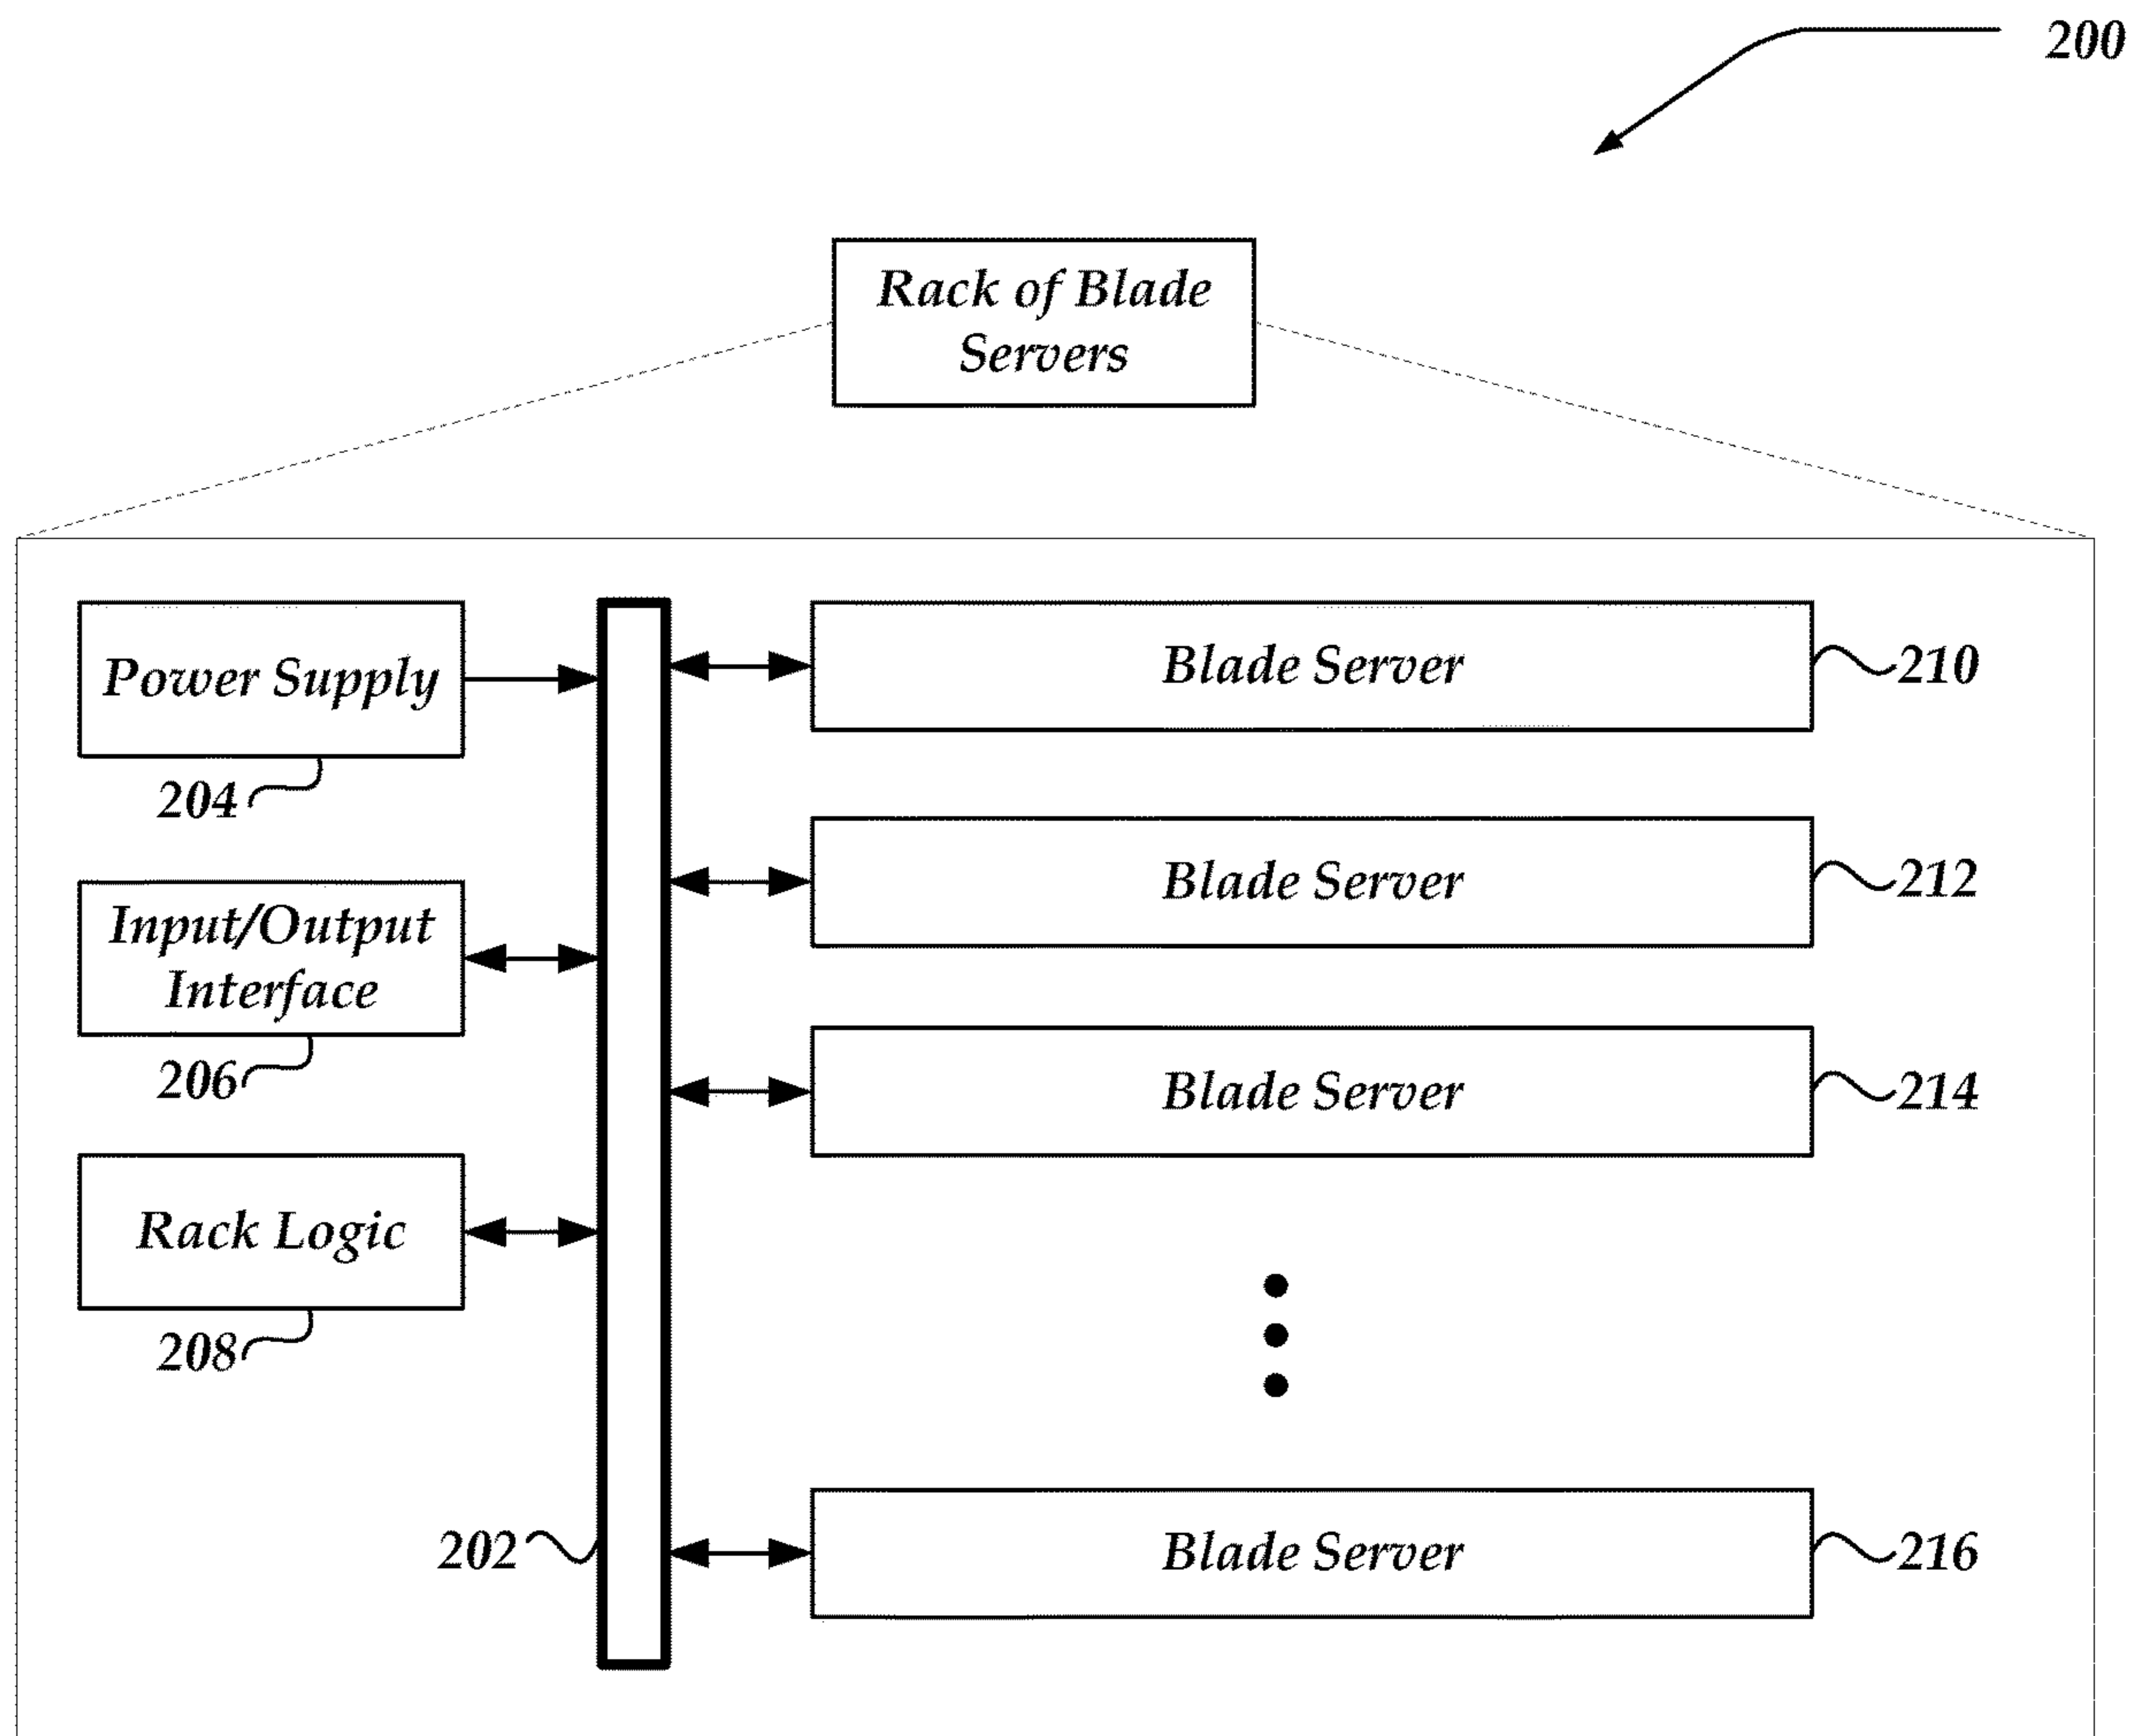 200
Rack of Blade
Servers
Power Supply
204
Input/Output
Interface
206
Rack Logic
208
202
Blade Server
210
Blade Server
212
Blade Server
214
Blade Server
216